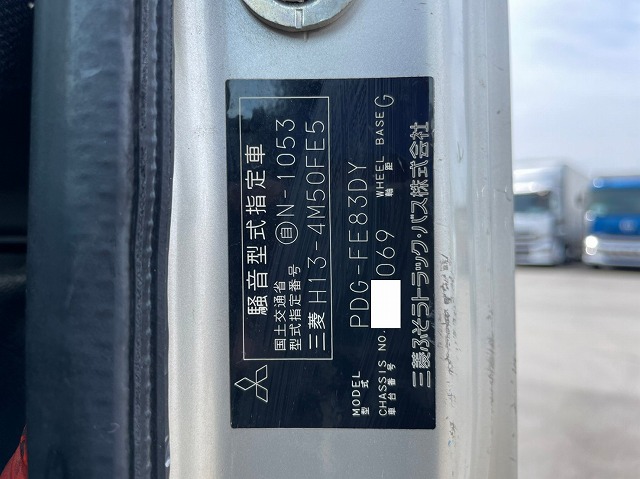 騒音型式指定車
国土交通省
型式指定番号 自N-1053
三菱 H13-4M50FE5
MODEL
型式 PDG-FE83DY
CHASSIS NO.
車台番号 069 WHEEL BASE
軸距 G
三菱ふそうトラック・バス株式会社